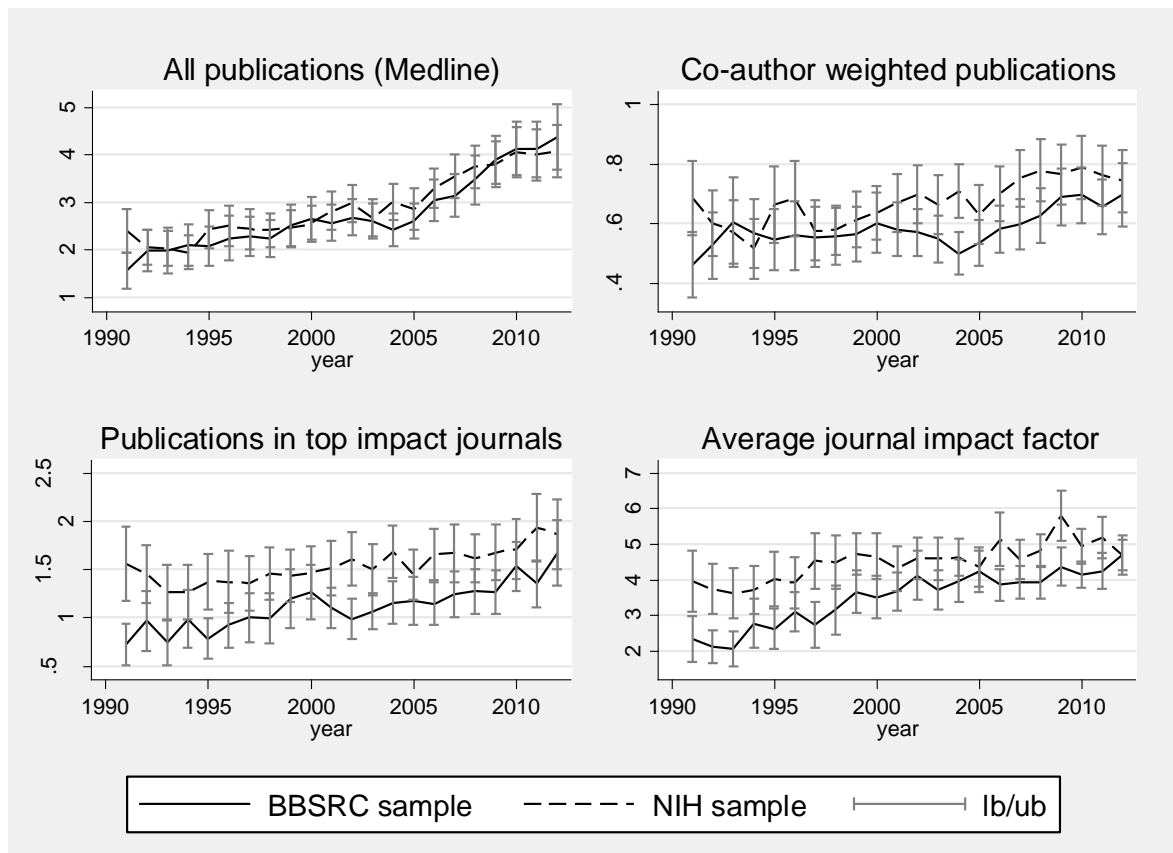 All publications (Medline)
5
4
3
2
1
1990 1995 2000 2005 2010
year
Co-author weighted publications
1
.8
.6
.4
1990 1995 2000 2005 2010
year
Publications in top impact journals
2.5
2
1.5
1
.5
1990 1995 2000 2005 2010
year
Average journal impact factor
7
6
5
4
3
2
1990 1995 2000 2005 2010
year
BBSRC sample NIH sample lb/ub